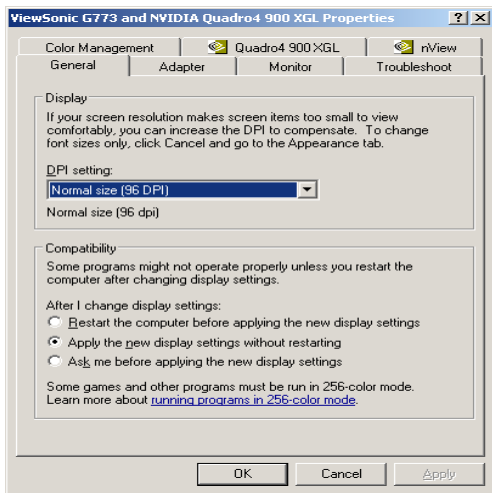 ViewSonic G773 and NVIDIA Quadro4 900 XGL Properties
Color Management
Quadro4 900 XGL
nView
General
Adapter
Monitor
Troubleshoot
Display
If your screen resolution makes screen items too small to view
comfortably, you can increase the DPI to compensate. To change
font sizes only, click Cancel and go to the Appearance tab.
DPI setting:
Normal size (96 DPI)
Normal size (96 dpi)
Compatibility
Some programs might not operate properly unless you restart the
computer after changing display settings.
After I change display settings:
Restart the computer before applying the new display settings
Apply the new display settings without restarting
Ask me before applying the new display settings
Some games and other programs must be run in 256-color mode.
Learn more about running programs in 256-color mode.
OK
Cancel
Apply